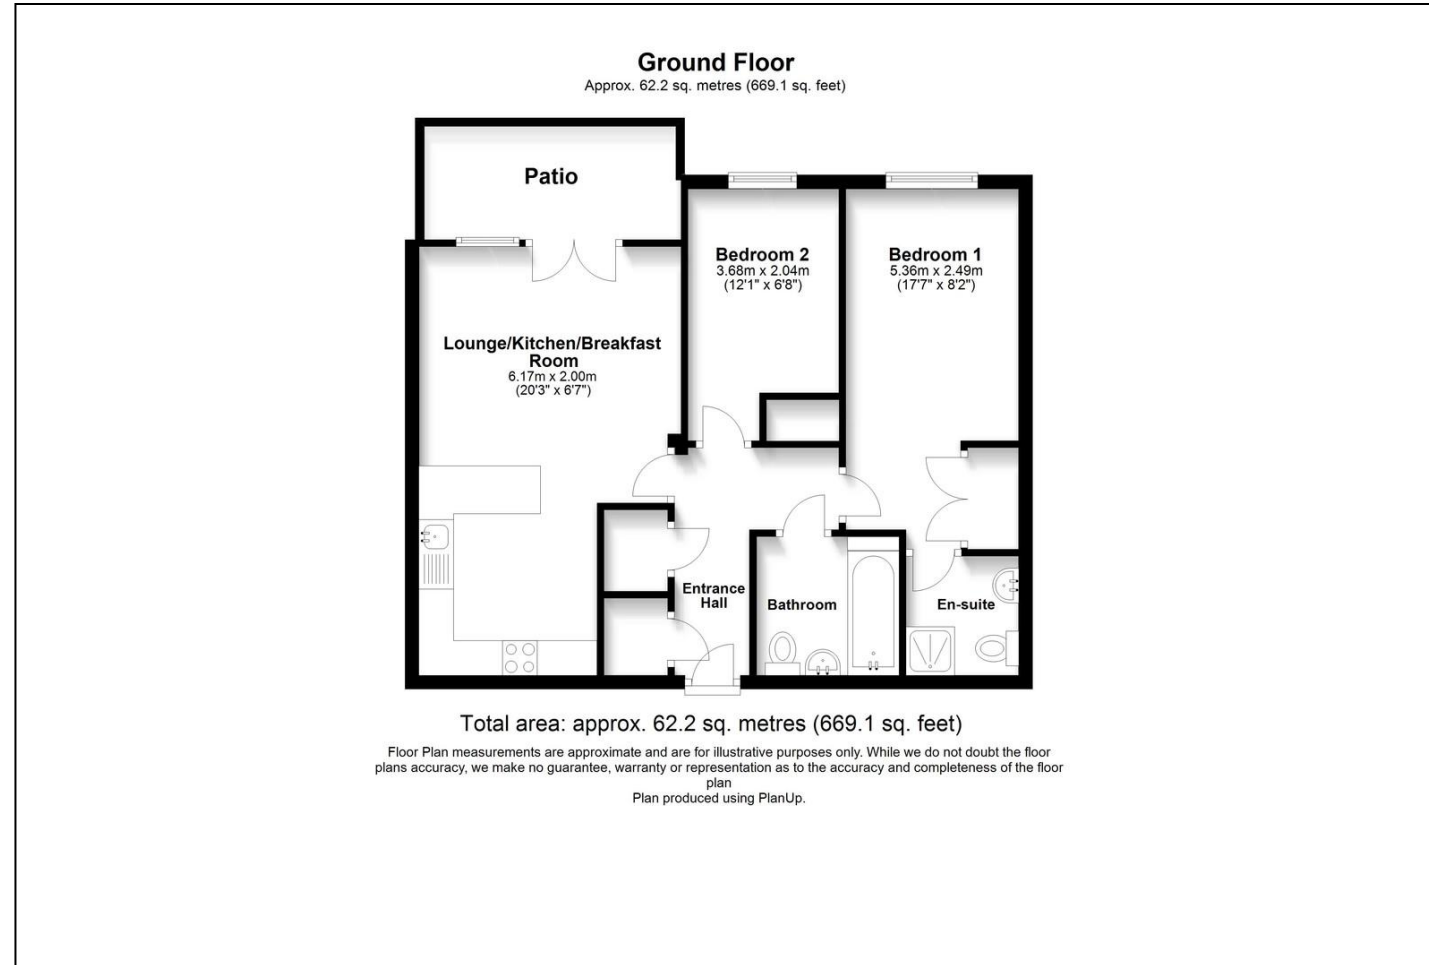 Ground Floor
Approx. 62.2 sq. metres (669.1 sq. feet)
Patio
Bedroom 2
3.68m x 2.04m
(12'1" x 6'8")
Bedroom 1
5.36m x 2.49m
(17'7" x 8'2")
Lounge/Kitchen/Breakfast
Room
6.17m x 2.00m
(20'3" x 6'7")
Entrance
Hall
Bathroom
En-suite
Total area: approx. 62.2 sq. metres (669.1 sq. feet)
Floor Plan measurements are approximate and are for illustrative purposes only. While we do not doubt the floor
plans accuracy, we make no guarantee, warranty or representation as to the accuracy and completeness of the floor
plan
Plan produced using PlanUp.